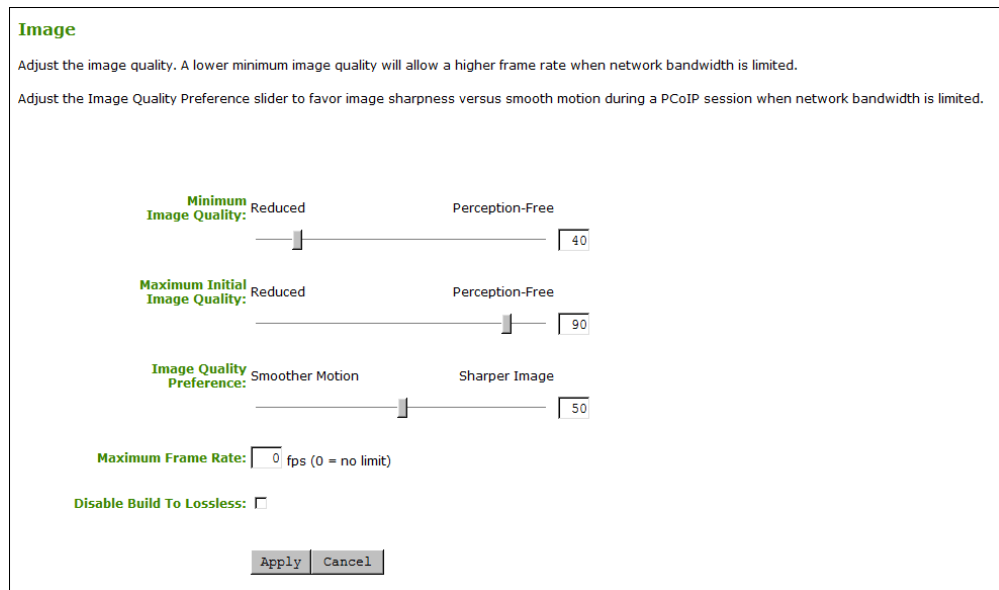 Image
Adjust the image quality. A lower minimum image quality will allow a higher frame rate when network bandwidth is limited.
Adjust the Image Quality Preference slider to favor image sharpness versus smooth motion during a PCoIP session when network bandwidth is limited.
Minimum
Image Quality:
Reduced Perception-Free
40
Maximum Initial
Image Quality:
Reduced Perception-Free
90
Image Quality
Preference:
Smoother Motion Sharper Image
50
Maximum Frame Rate: 0 fps (0 = no limit)
Disable Build To Lossless:
Apply Cancel